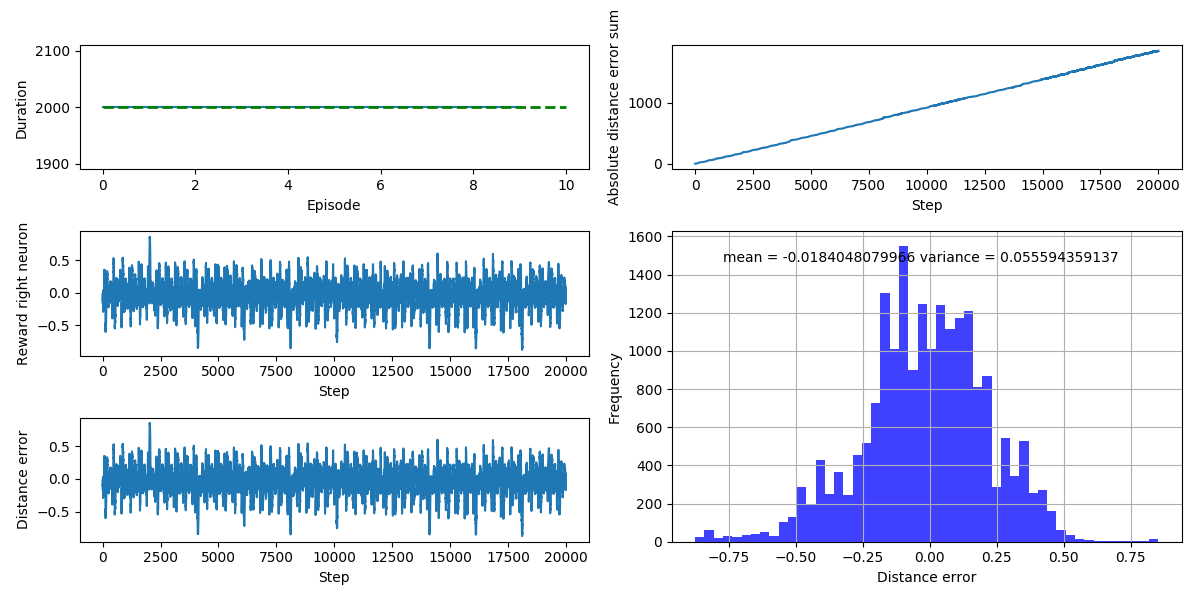 2100
2000
1900
Duration
0 2 4 6 8 10
Episode
1000
0
Absolute distance error sum
0 2500 5000 7500 10000 12500 15000 17500 20000
Step
0.5
0.0
−0.5
Reward right neuron
0 2500 5000 7500 10000 12500 15000 17500 20000
Step
0.5
0.0
−0.5
Distance error
0 2500 5000 7500 10000 12500 15000 17500 20000
Step
mean = -0.0184048079966 variance = 0.055594359137
1600
1400
1200
1000
800
600
400
200
0
Frequency
−0.75 −0.50 −0.25 0.00 0.25 0.50 0.75
Distance error